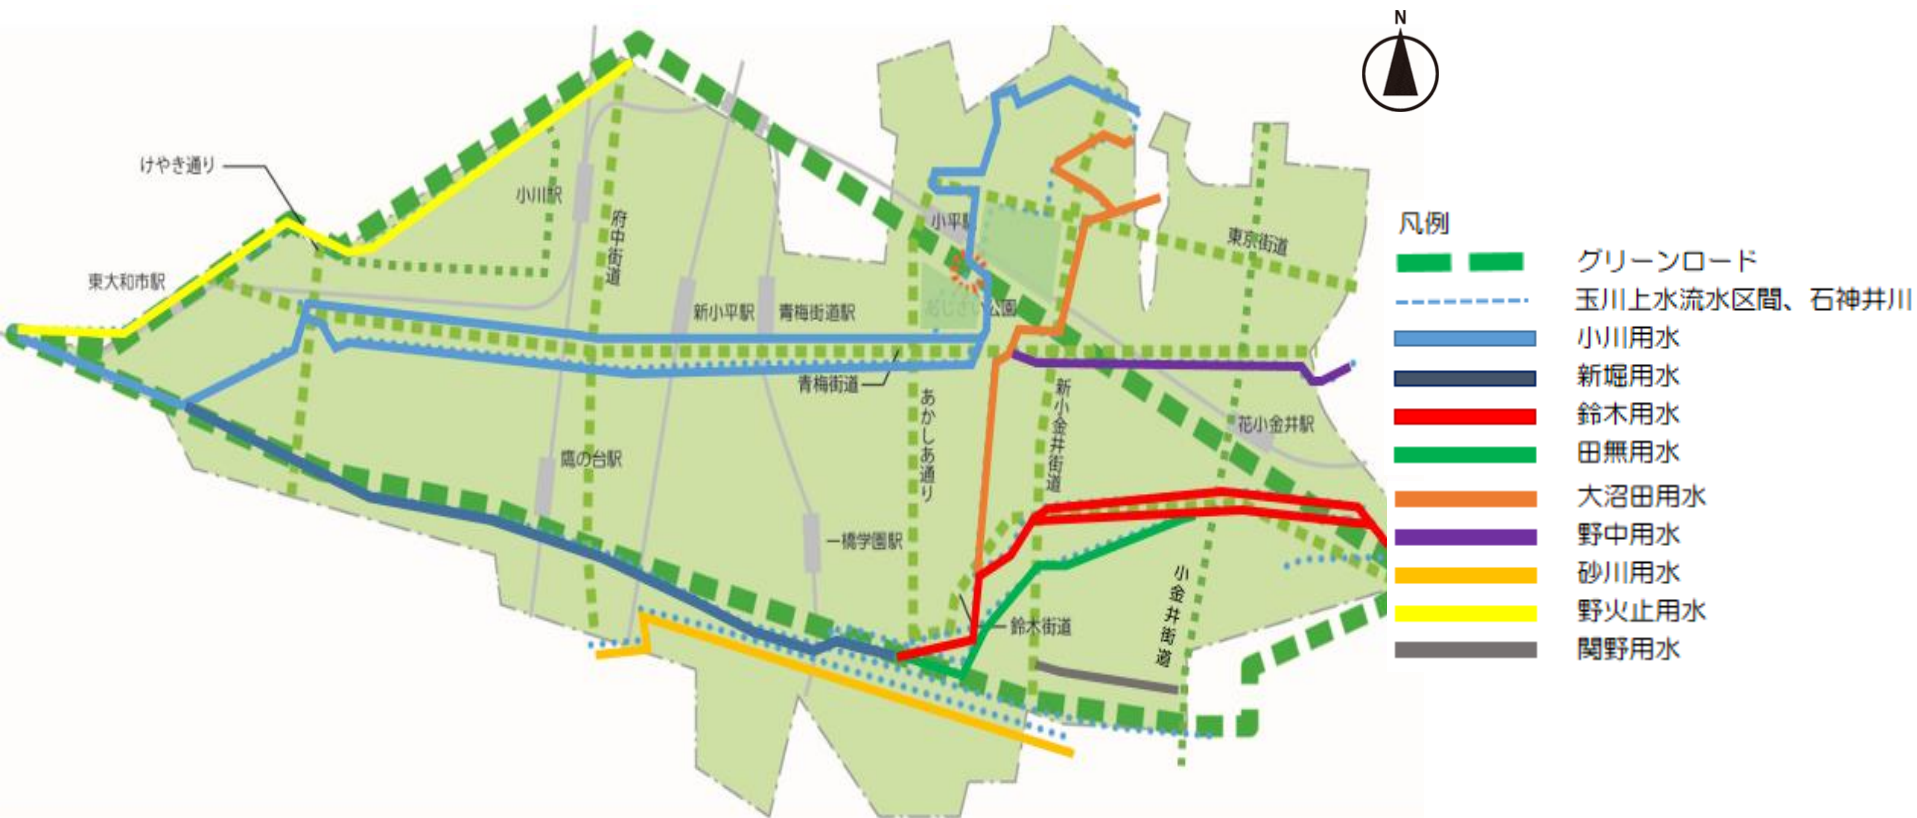 N
けやき通り
小川駅
府中街道
小平駅
東京街道
東大和市駅
新小平駅
青梅街道駅
あじさい公園
青梅街道
あかしあ通り
新小金井街道
花小金井駅
鷹の台駅
一橋学園駅
小金井街道
鈴木街道
凡例
グリーンロード
玉川上水流水区間、石神井川
小川用水
新堀用水
鈴木用水
田無用水
大沼田用水
野中用水
砂川用水
野火止用水
関野用水